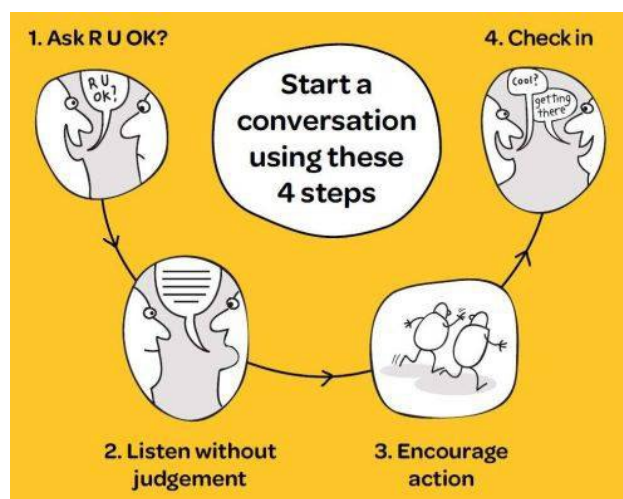 1. Ask R U OK?
R U
OK?
Start a
conversation
using these
4 steps
4. Check in
Cool?
getting
there
2. Listen without
judgement
3. Encourage
action